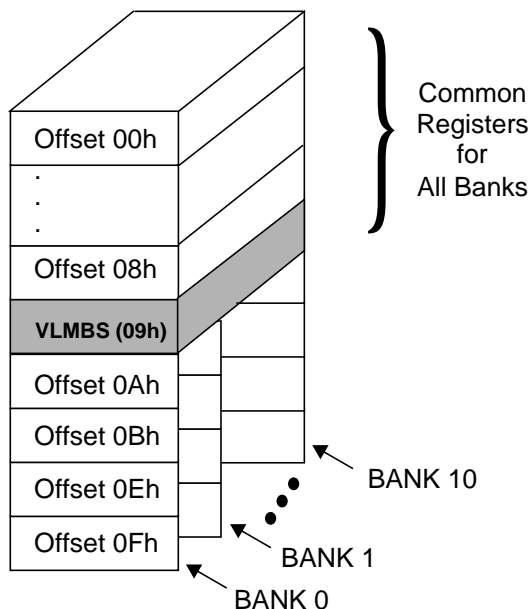 Offset 00h
.
.
.
Offset 08h
VLMBS (09h)
Offset 0Ah
Offset 0Bh
Offset 0Eh
Offset 0Fh
Common
Registers
for
All Banks
BANK 10
BANK 1
BANK 0